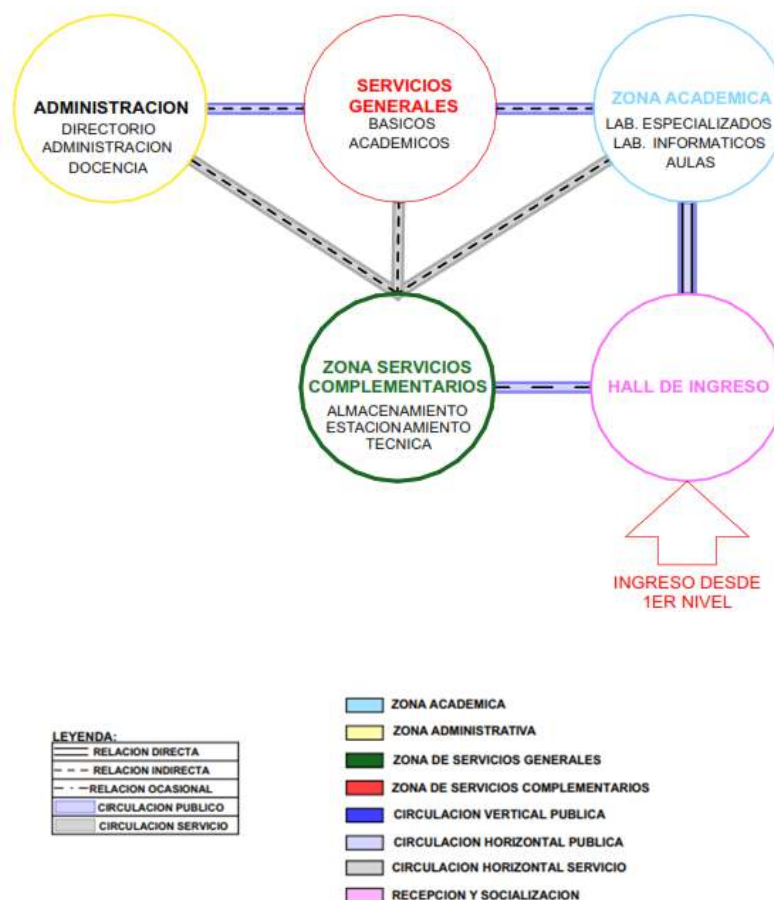 ADMINISTRACION
DIRECTORIO
ADMINISTRACION
DOCENCIA
SERVICIOS
GENERALES
BASICOS
ACADEMICOS
ZONA ACADEMICA
LAB. ESPECIALIZADOS
LAB. INFORMATICOS
AULAS
ZONA SERVICIOS
COMPLEMENTARIOS
ALMACENAMIENTO
ESTACIONAMIENTO
TECNICA
HALL DE INGRESO
INGRESO DESDE
1ER NIVEL
LEYENDA:
RELACION DIRECTA
RELACION INDIRECTA
RELACION OCASIONAL
CIRCULACION PUBLICO
CIRCULACION SERVICIO
ZONA ACADEMICA
ZONA ADMINISTRATIVA
ZONA DE SERVICIOS GENERALES
ZONA DE SERVICIOS COMPLEMENTARIOS
CIRCULACION VERTICAL PUBLICA
CIRCULACION HORIZONTAL PUBLICA
CIRCULACION HORIZONTAL SERVICIO
RECEPCION Y SOCIALIZACION